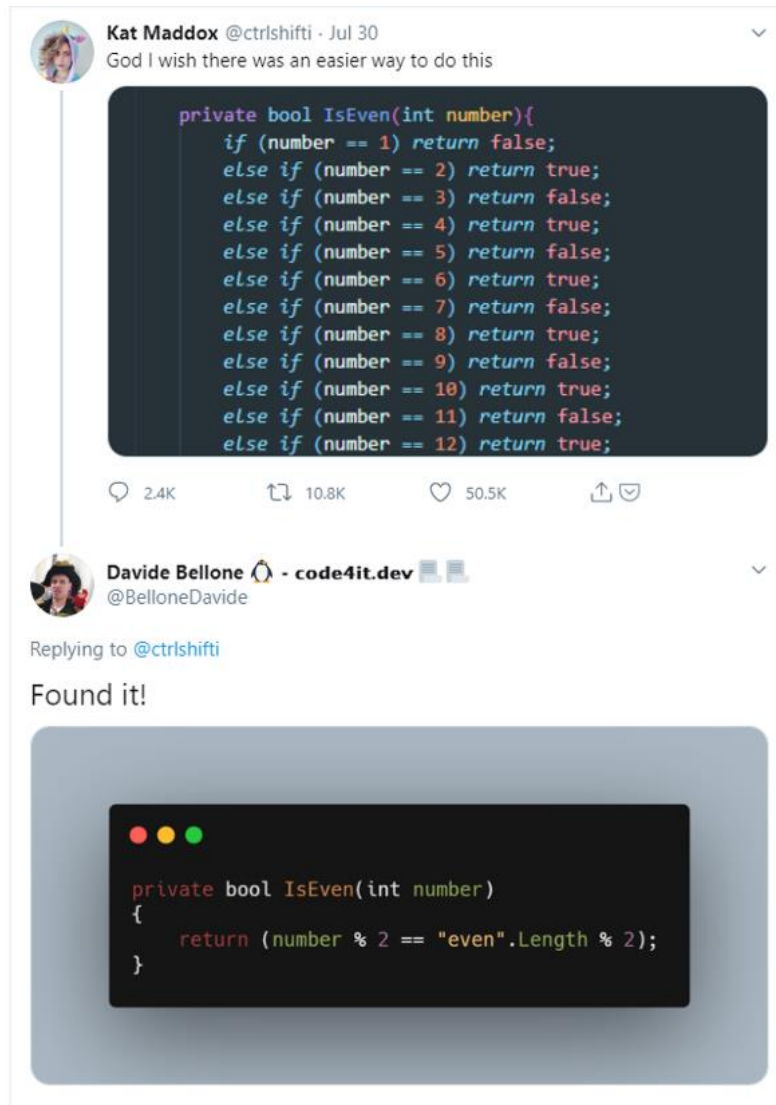 Kat Maddox @ctrlshifti · Jul 30
God I wish there was an easier way to do this
private bool IsEven(int number){
if (number == 1) return false;
else if (number == 2) return true;
else if (number == 3) return false;
else if (number == 4) return true;
else if (number == 5) return false;
else if (number == 6) return true;
else if (number == 7) return false;
else if (number == 8) return true;
else if (number == 9) return false;
else if (number == 10) return true;
else if (number == 11) return false;
else if (number == 12) return true;
2.4K 10.8K 50.5K
Davide Bellone 🐧 - code4it.dev
@BelloneDavide
Replying to @ctrlshifti
Found it!
private bool IsEven(int number)
{
return (number % 2 == "even".Length % 2);
}